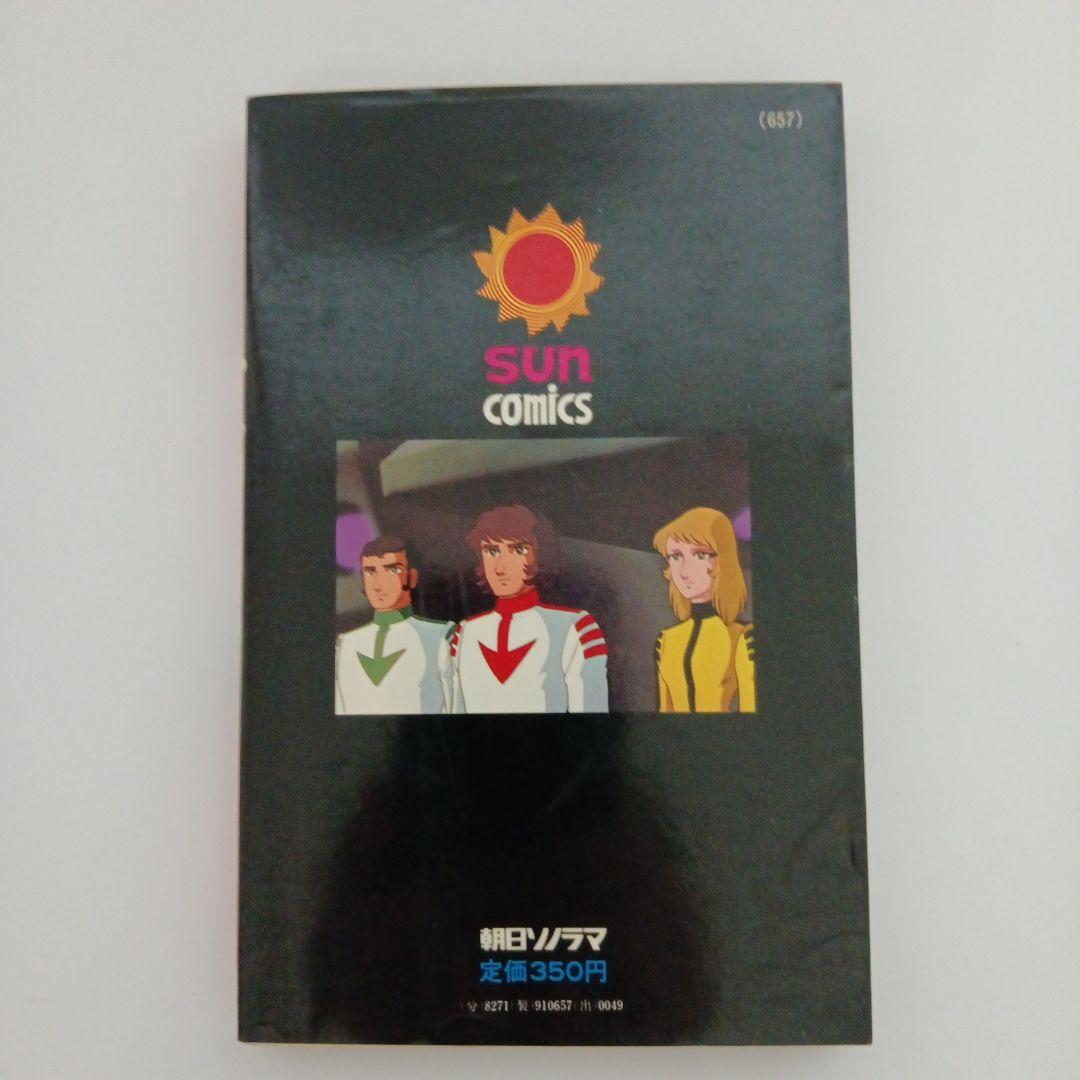 (657)
sun
comics
朝日ソノラマ
定価350円
(分)8271(製)910657(出)0049